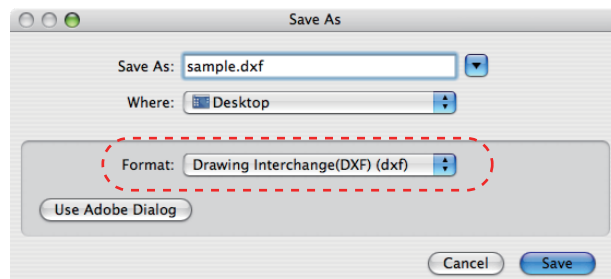 Save As
Save As: sample.dxf
Where: Desktop
Format: Drawing Interchange(DXF) (dxf)
Use Adobe Dialog
Cancel Save